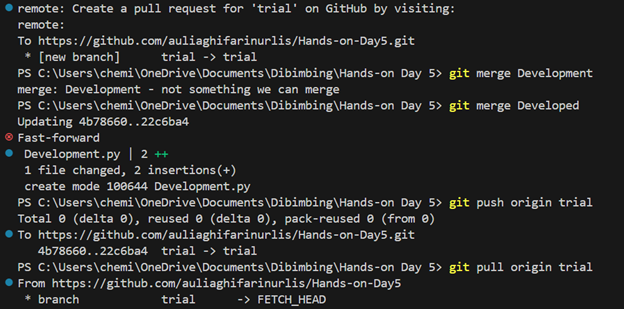 remote: Create a pull request for 'trial' on GitHub by visiting:
remote:
To https://github.com/auliaghifarinurlis/Hands-on-Day5.git
 * [new branch]      trial -> trial
PS C:\Users\chemi\OneDrive\Documents\Dibimbing\Hands-on Day 5> git merge Development
merge: Development - not something we can merge
PS C:\Users\chemi\OneDrive\Documents\Dibimbing\Hands-on Day 5> git merge Developed
Updating 4b78660..22c6ba4
Fast-forward
 Development.py | 2 ++
 1 file changed, 2 insertions(+)
 create mode 100644 Development.py
PS C:\Users\chemi\OneDrive\Documents\Dibimbing\Hands-on Day 5> git push origin trial
Total 0 (delta 0), reused 0 (delta 0), pack-reused 0 (from 0)
To https://github.com/auliaghifarinurlis/Hands-on-Day5.git
   4b78660..22c6ba4  trial -> trial
PS C:\Users\chemi\OneDrive\Documents\Dibimbing\Hands-on Day 5> git pull origin trial
From https://github.com/auliaghifarinurlis/Hands-on-Day5
 * branch            trial      -> FETCH_HEAD